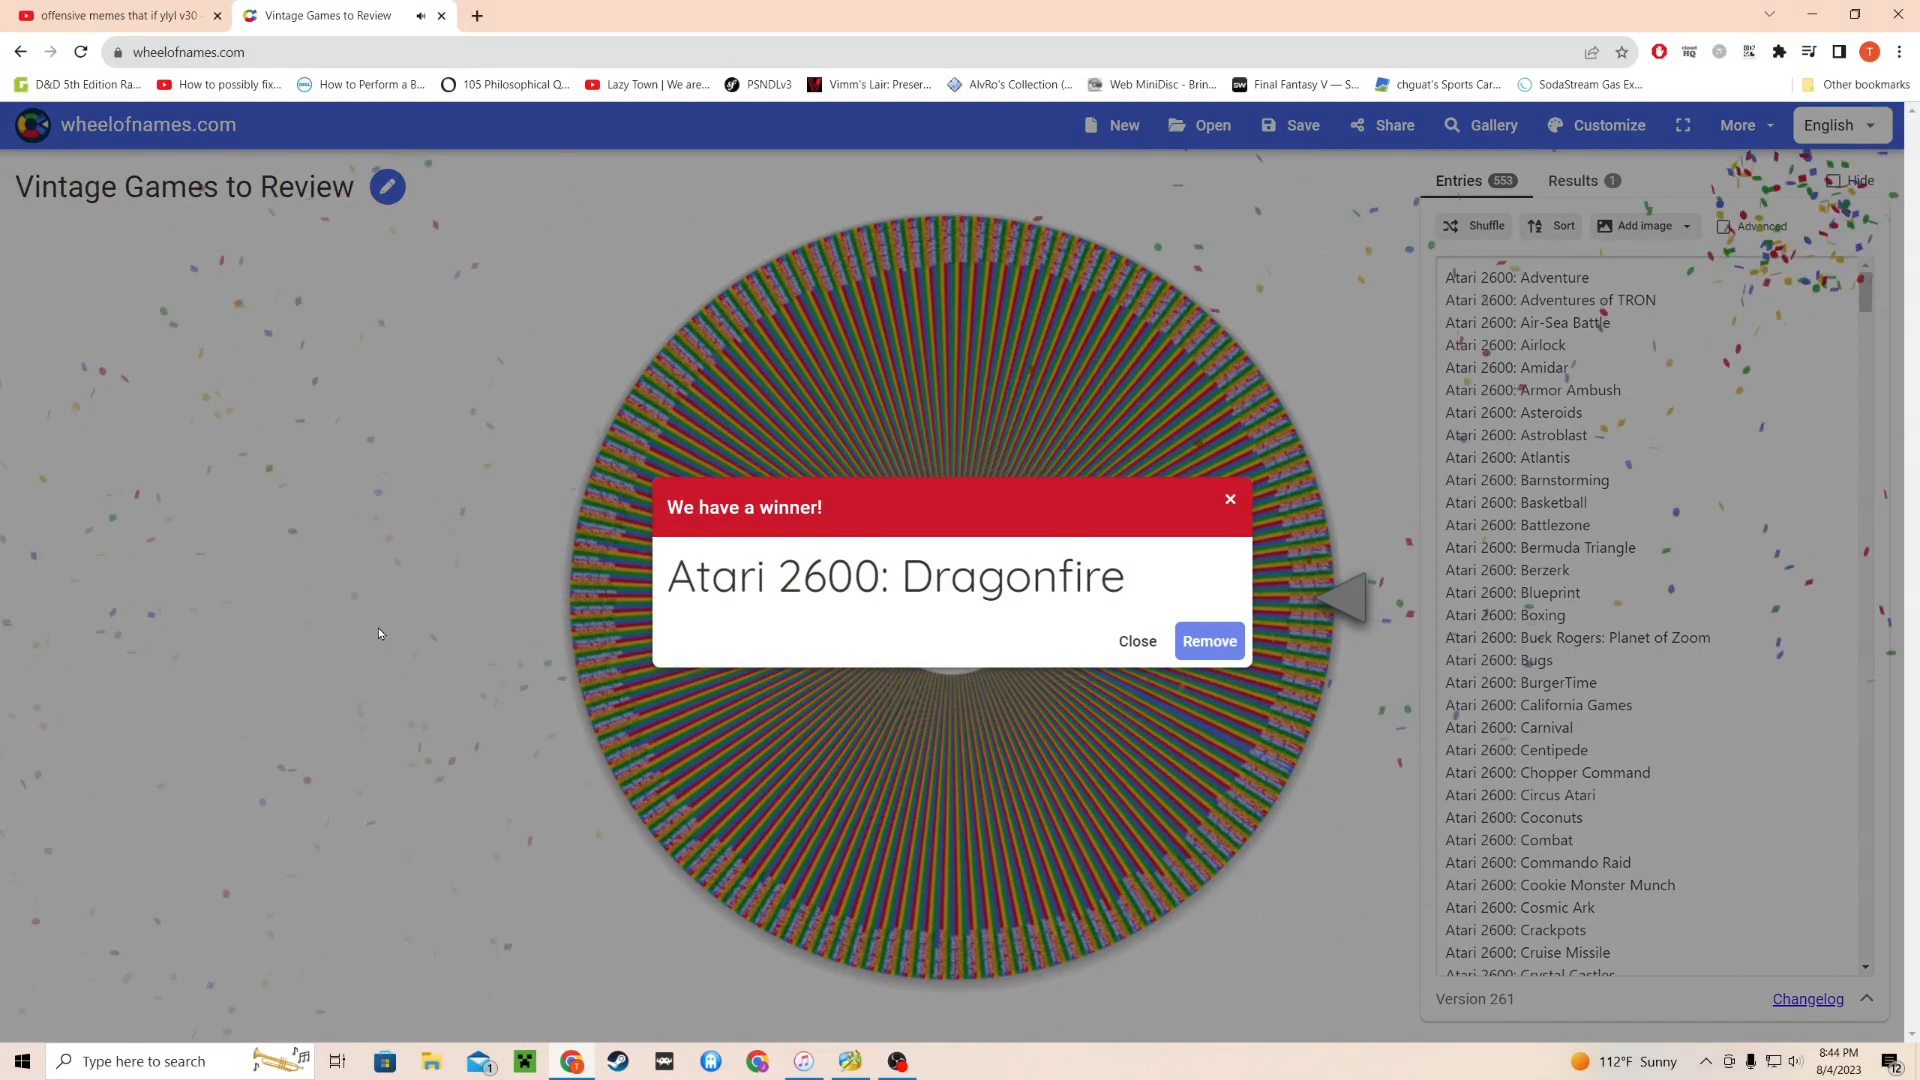 offensive memes that if ylyl v30
Vintage Games to Review
wheelofnames.com
D&D 5th Edition Ra...
How to possibly fix...
How to Perform a B...
105 Philosophical Q...
Lazy Town | We are...
PSNDLv3
Vimm's Lair: Preser...
AlvRo's Collection (...
Web MiniDisc - Brin...
Final Fantasy V — S...
chguat's Sports Car...
SodaStream Gas Ex...
Other bookmarks
wheelofnames.com
New
Open
Save
Share
Gallery
Customize
More
English
Vintage Games to Review
Entries 553
Results 1
Hide
Shuffle
Sort
Add image
Advanced
Atari 2600: Adventure
Atari 2600: Adventures of TRON
Atari 2600: Air-Sea Battle
Atari 2600: Airlock
Atari 2600: Amidar
Atari 2600: Armor Ambush
Atari 2600: Asteroids
Atari 2600: Astroblast
Atari 2600: Atlantis
Atari 2600: Barnstorming
Atari 2600: Basketball
Atari 2600: Battlezone
Atari 2600: Bermuda Triangle
Atari 2600: Berzerk
Atari 2600: Blueprint
Atari 2600: Boxing
Atari 2600: Buck Rogers: Planet of Zoom
Atari 2600: Bugs
Atari 2600: BurgerTime
Atari 2600: California Games
Atari 2600: Carnival
Atari 2600: Centipede
Atari 2600: Chopper Command
Atari 2600: Circus Atari
Atari 2600: Coconuts
Atari 2600: Combat
Atari 2600: Commando Raid
Atari 2600: Cookie Monster Munch
Atari 2600: Cosmic Ark
Atari 2600: Crackpots
Atari 2600: Cruise Missile
Atari 2600: Crystal Castles
We have a winner!
Atari 2600: Dragonfire
Close
Remove
Version 261
Changelog
Type here to search
112°F Sunny
8:44 PM
8/4/2023